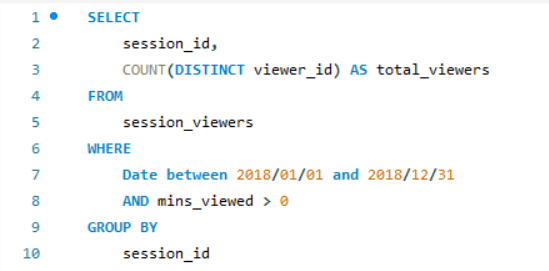 1 SELECT
2 session_id,
3 COUNT(DISTINCT viewer_id) AS total_viewers
4 FROM
5 session_viewers
6 WHERE
7 Date between 2018/01/01 and 2018/12/31
8 AND mins_viewed > 0
9 GROUP BY
10 session_id